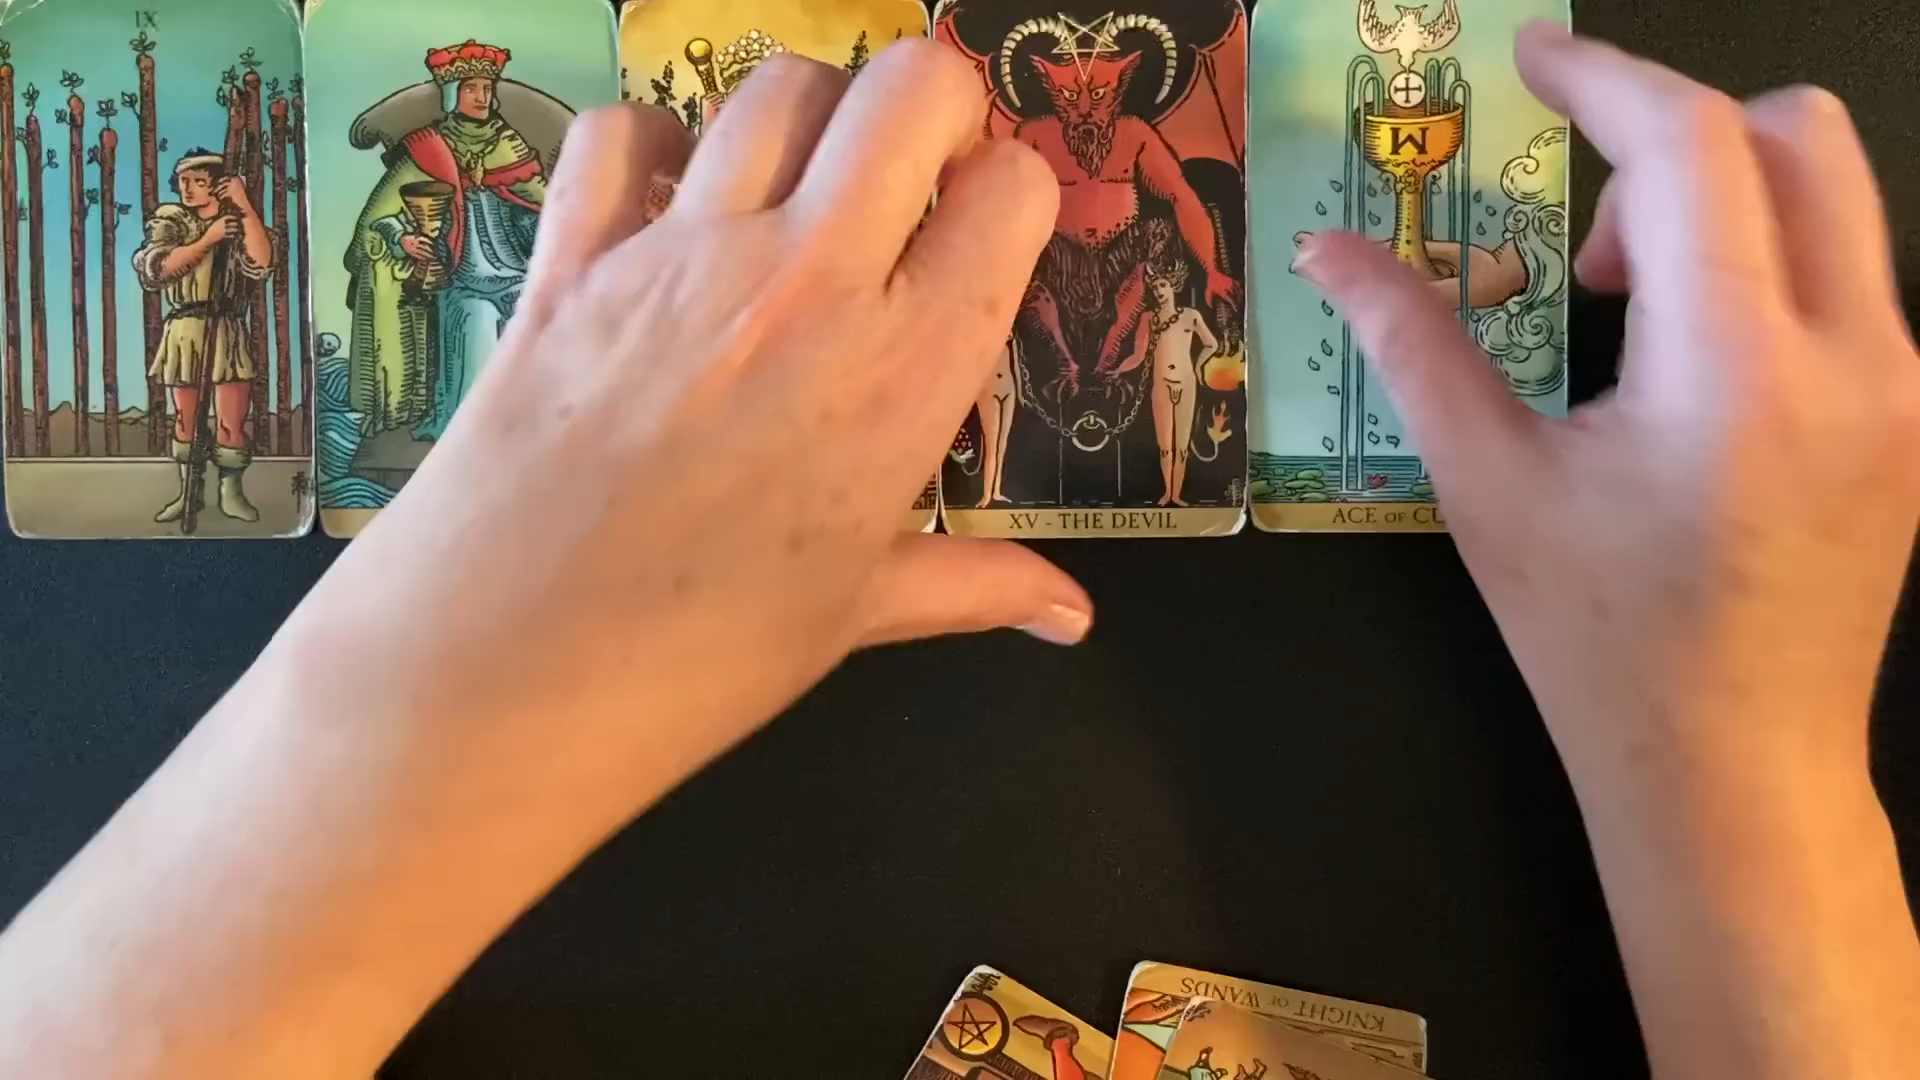 IX
M
XV - THE DEVIL
ACE OF CU
KNIGHT OF WANDS